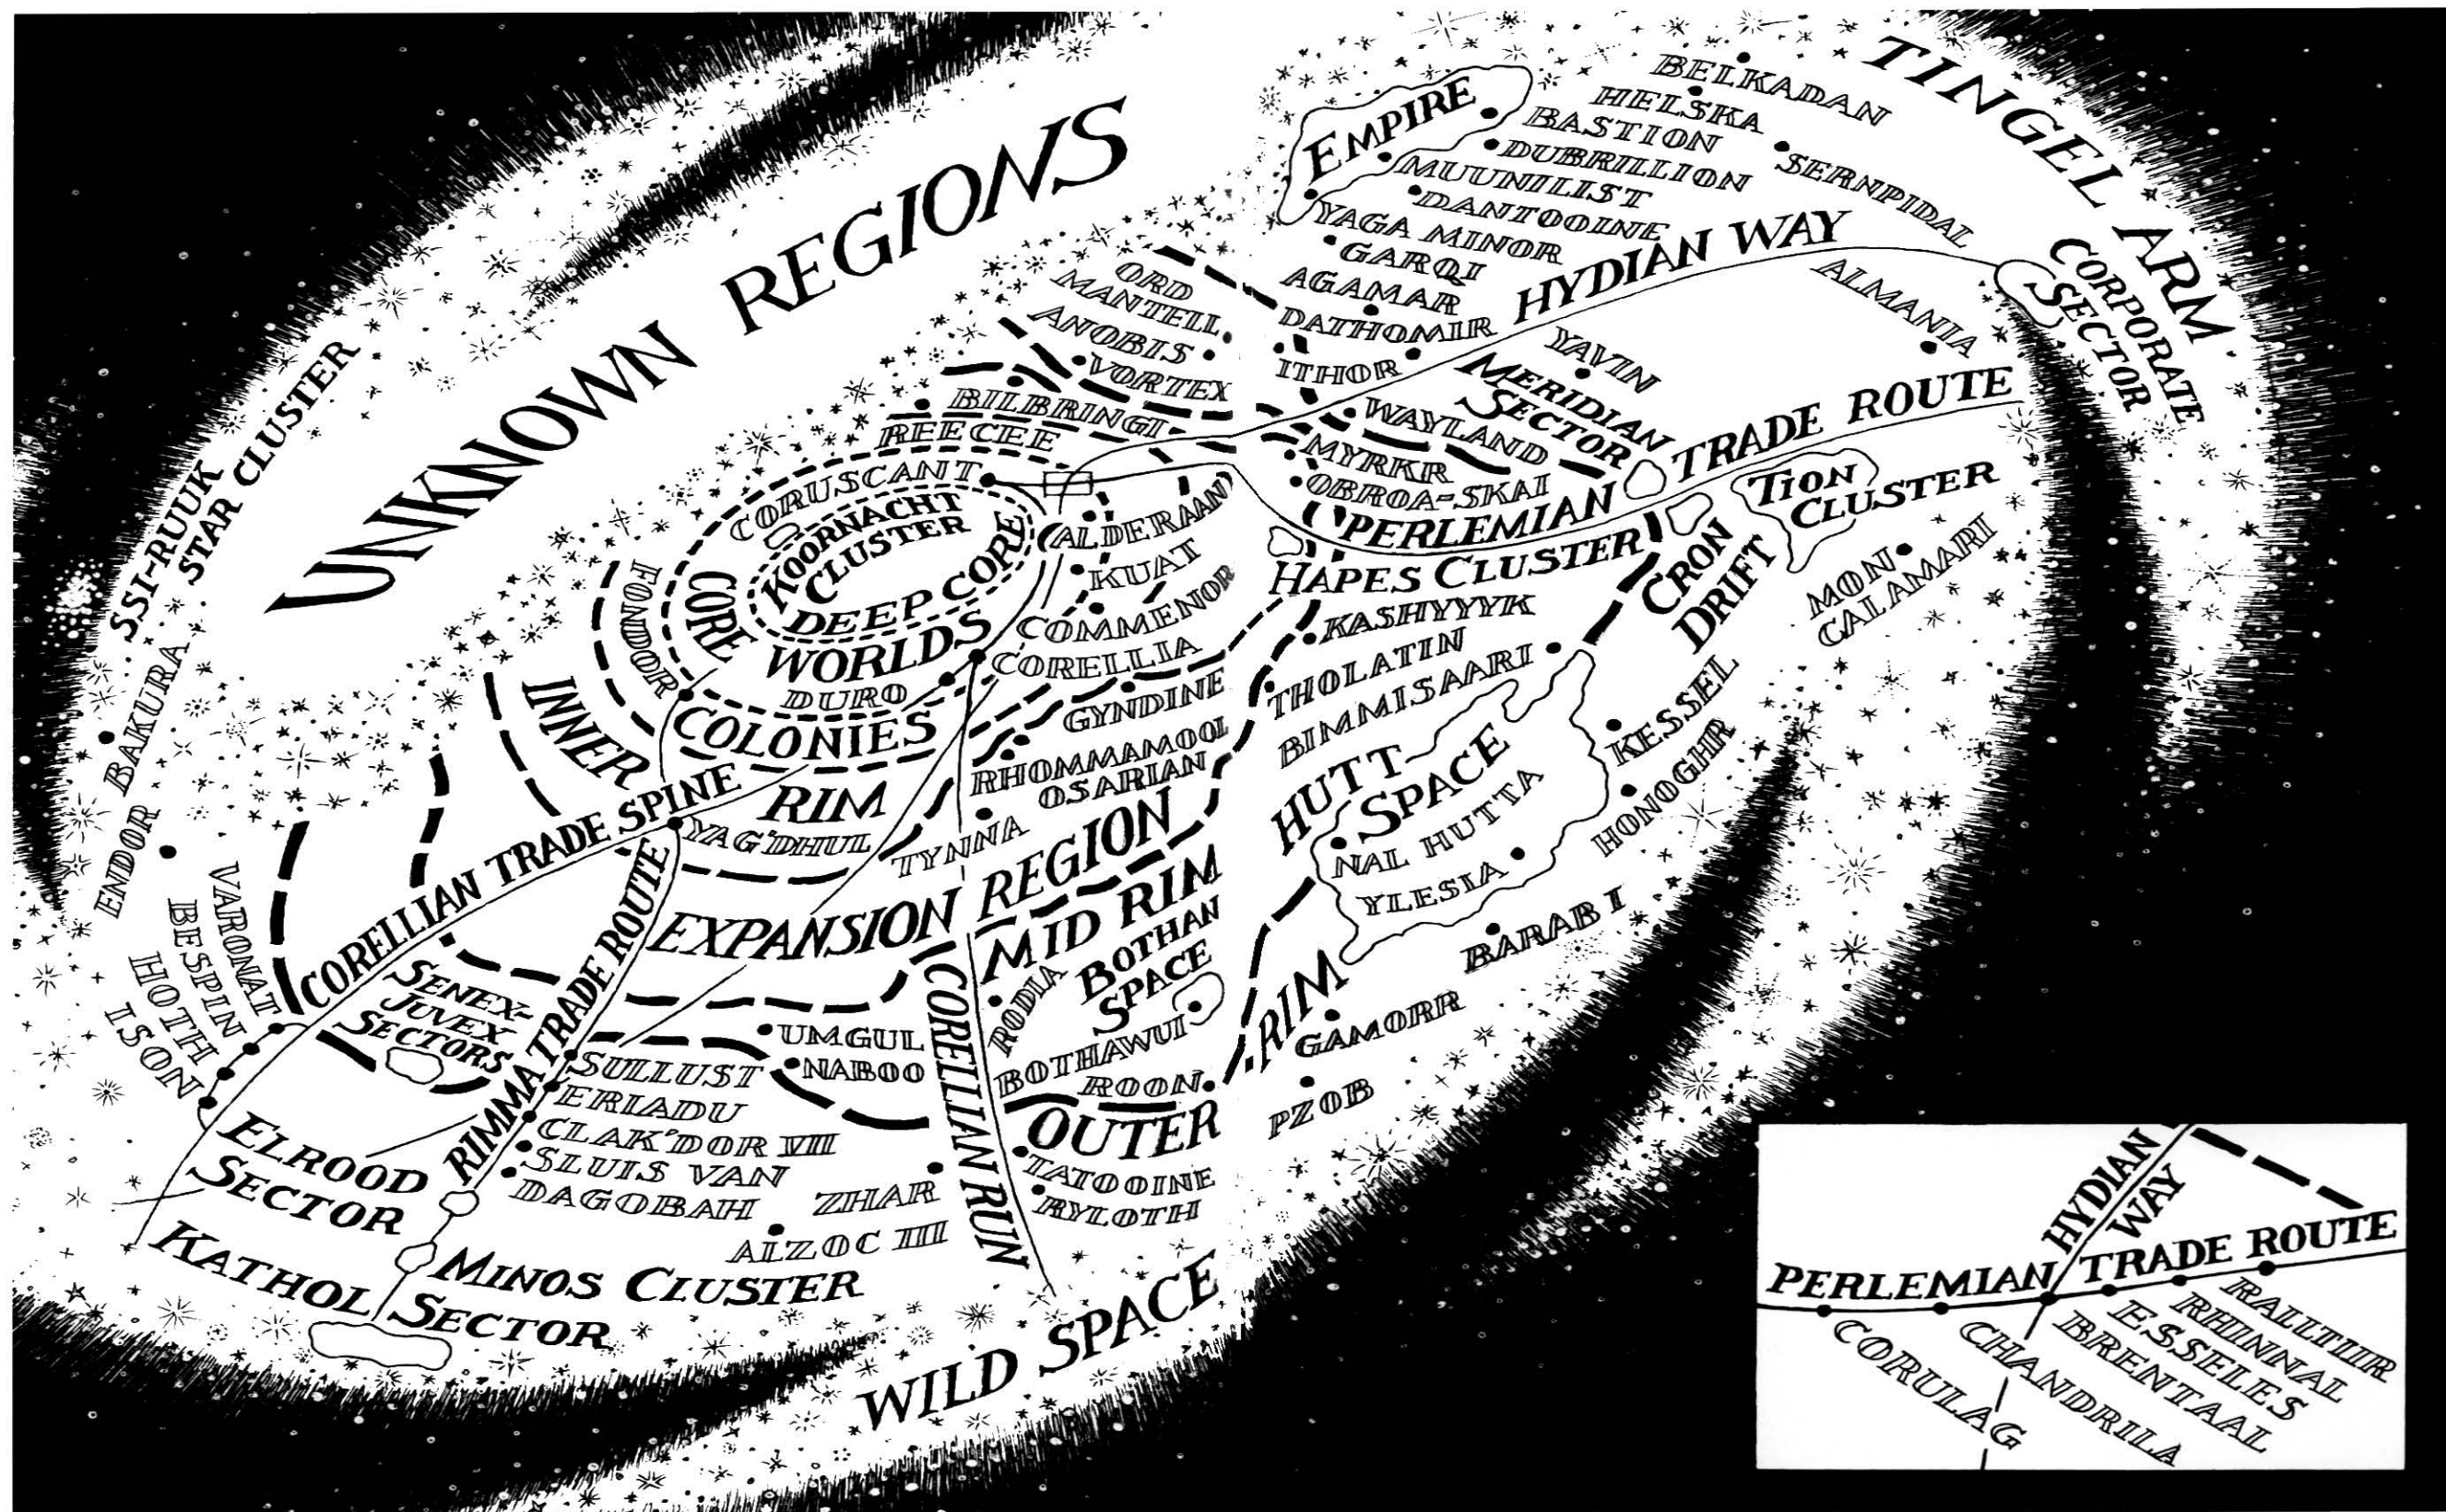 UNKNOWN REGIONS
TINGEL ARM
SSI-RUUK
STAR CLUSTER
EMPIRE
BELKADAN
HELSKA
BASTION
DUBRILLION
SERNPIDAL
MUUNILIST
DANTOOINE
YAGA MINOR
GARQI
AGAMAR
DATHOMIR
ITHOR
HYDIAN WAY
ALMANIA
CORPORATE
SECTOR
ORD
MANTELL
ANOBIS
VORTEX
BILBRINGI
REECEE
YAVIN
MERIDIAN
SECTOR
WAYLAND
MYRKR
OBROA-SKAI
PERLEMIAN TRADE ROUTE
TION
CLUSTER
CORUSCANT
KOORNACHT
CLUSTER
DEEP CORE
CORE
WORLDS
ALDERAAN
KUAT
COMMENOR
CORELLIA
DURO
FONDOR
COLONIES
HAPES CLUSTER
CRON
DRIFT
MON
CALAMARI
KASHYYYK
THOLATIN
BIMMISAARI
GYNDINE
RHOMMAMOOL
OSARIAN
TYNNA
INNER
RIM
YAG'DHUL
HUTT
SPACE
NAL HUTTA
YLESIA
KESSEL
HONOGHR
BAKURA
ENDOR
VARONAT
BESPIN
HOTH
ISON
CORELLIAN TRADE SPINE
RIMMA TRADE ROUTE
EXPANSION REGION
MID RIM
BOTHAN
SPACE
RODIA
BOTHAWUI
ROON
BARAB I
GAMORR
PZOB
OUTER
RIM
SENEX-
JUVEX
SECTORS
UMGUL
NABOO
SULLUST
ERIADU
CLAK'DOR VII
SLUIS VAN
DAGOBAH
ZHAR
AIZOC III
CORELLIAN RUN
TATOOINE
RYLOTH
ELROOD
SECTOR
KATHOL
SECTOR
MINOS CLUSTER
WILD SPACE
HYDIAN
WAY
PERLEMIAN TRADE ROUTE
CORULAG
CHANDRILA
BRENTAAL
ESSELES
RHINNAL
RALLTIIR